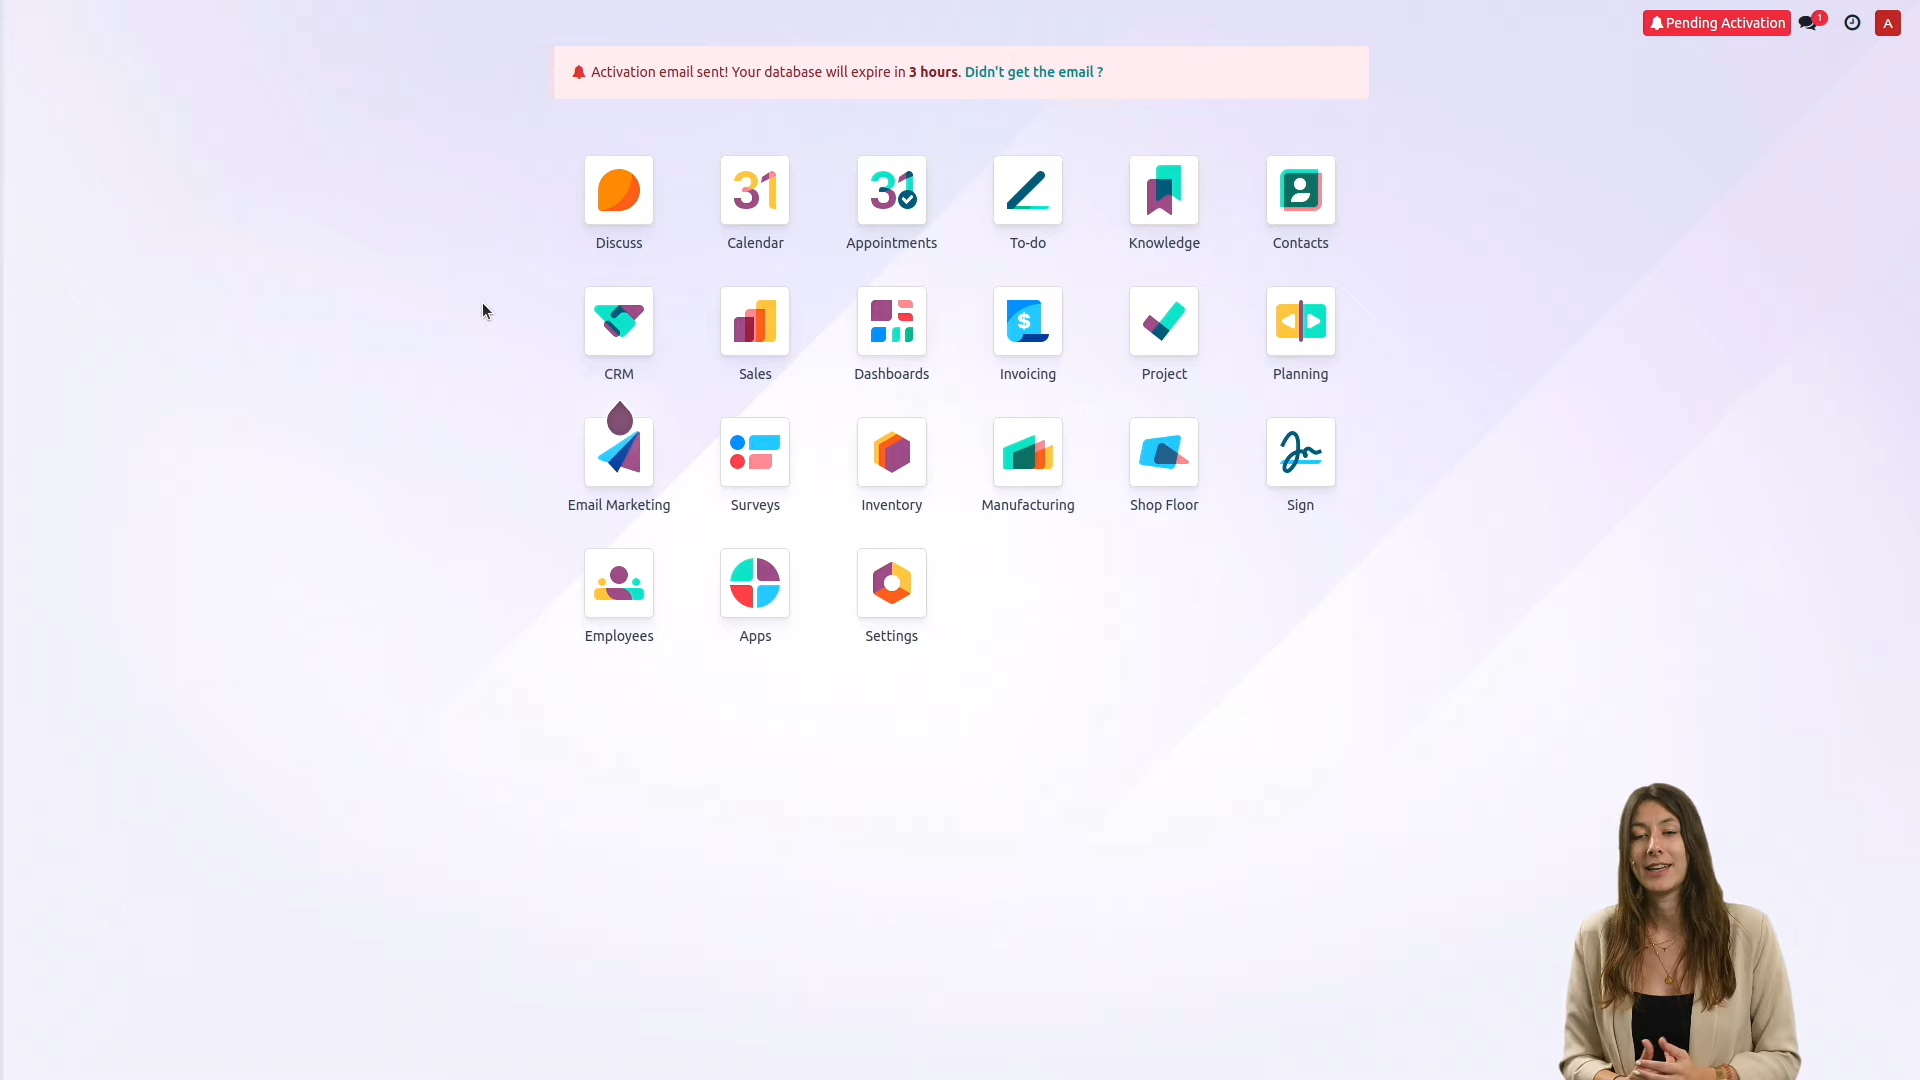 Pending Activation
1
A
Activation email sent! Your database will expire in 3 hours. Didn't get the email ?
31
31
Discuss
Calendar
Appointments
To-do
Knowledge
Contacts
$
CRM
Sales
Dashboards
Invoicing
Project
Planning
Email Marketing
Surveys
Inventory
Manufacturing
Shop Floor
Sign
Employees
Apps
Settings